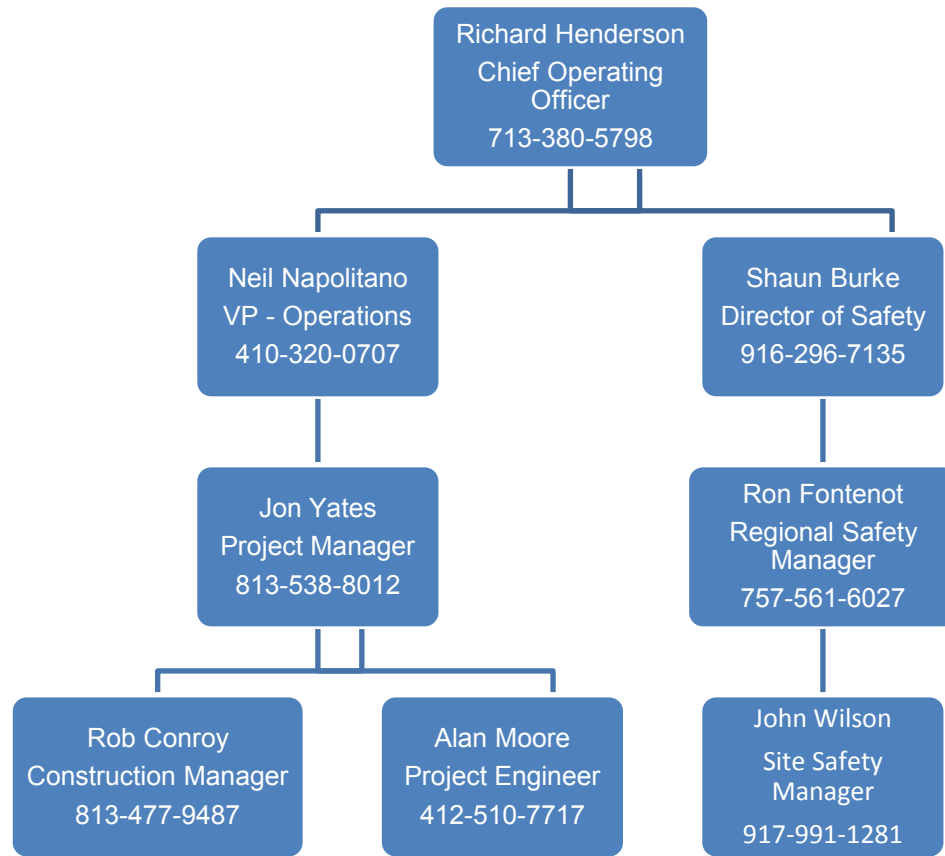 Richard Henderson
Chief Operating
Officer
713-380-5798
Neil Napolitano
VP - Operations
410-320-0707
Shaun Burke
Director of Safety
916-296-7135
Jon Yates
Project Manager
813-538-8012
Ron Fontenot
Regional Safety
Manager
757-561-6027
Rob Conroy
Construction Manager
813-477-9487
Alan Moore
Project Engineer
412-510-7717
John Wilson
Site Safety
Manager
917-991-1281